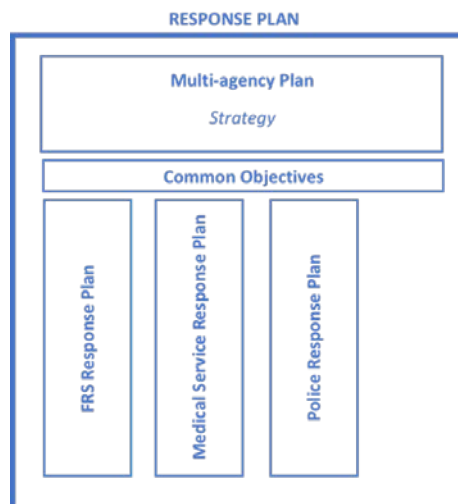 RESPONSE PLAN
Multi-agency Plan
Strategy
Common Objectives
FRS Response Plan
Medical Service Response Plan
Police Response Plan